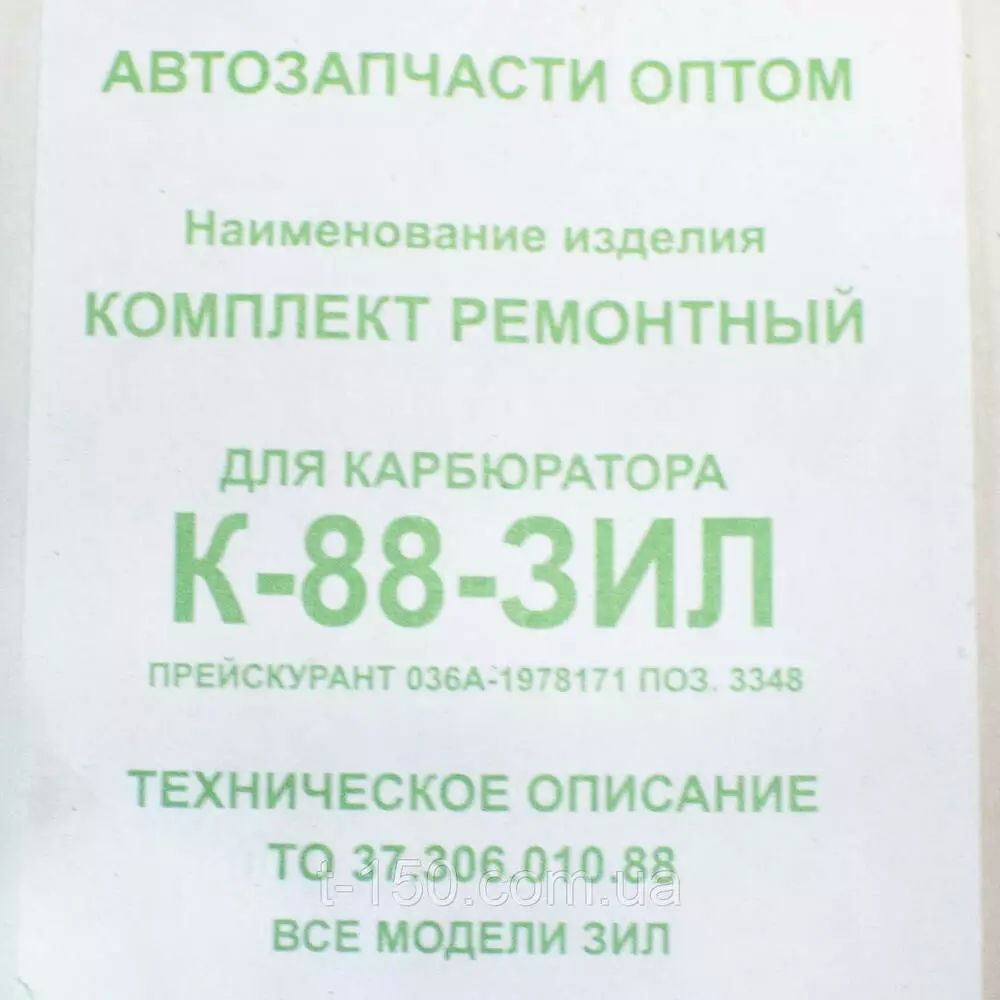 АВТОЗАПЧАСТИ ОПТОМ
Наименование изделия
КОМПЛЕКТ РЕМОНТНЫЙ
ДЛЯ КАРБЮРАТОРА
К-88-ЗИЛ
ПРЕЙСКУРАНТ 036А-1978171 ПОЗ. 3348
ТЕХНИЧЕСКОЕ ОПИСАНИЕ
ТО 37.306.010.88
t-150.com.ua
ВСЕ МОДЕЛИ ЗИЛ